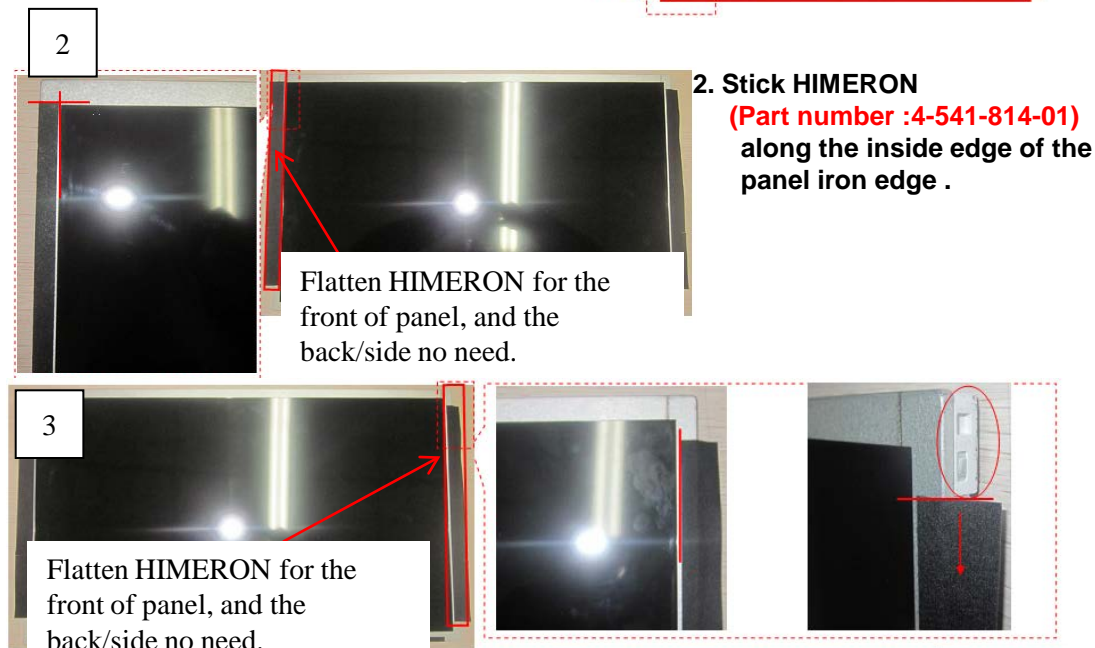 2
2. Stick HIMERON
(Part number :4-541-814-01)
along the inside edge of the
panel iron edge .
Flatten HIMERON for the
front of panel, and the
back/side no need.
3
Flatten HIMERON for the
front of panel, and the
back/side no need.